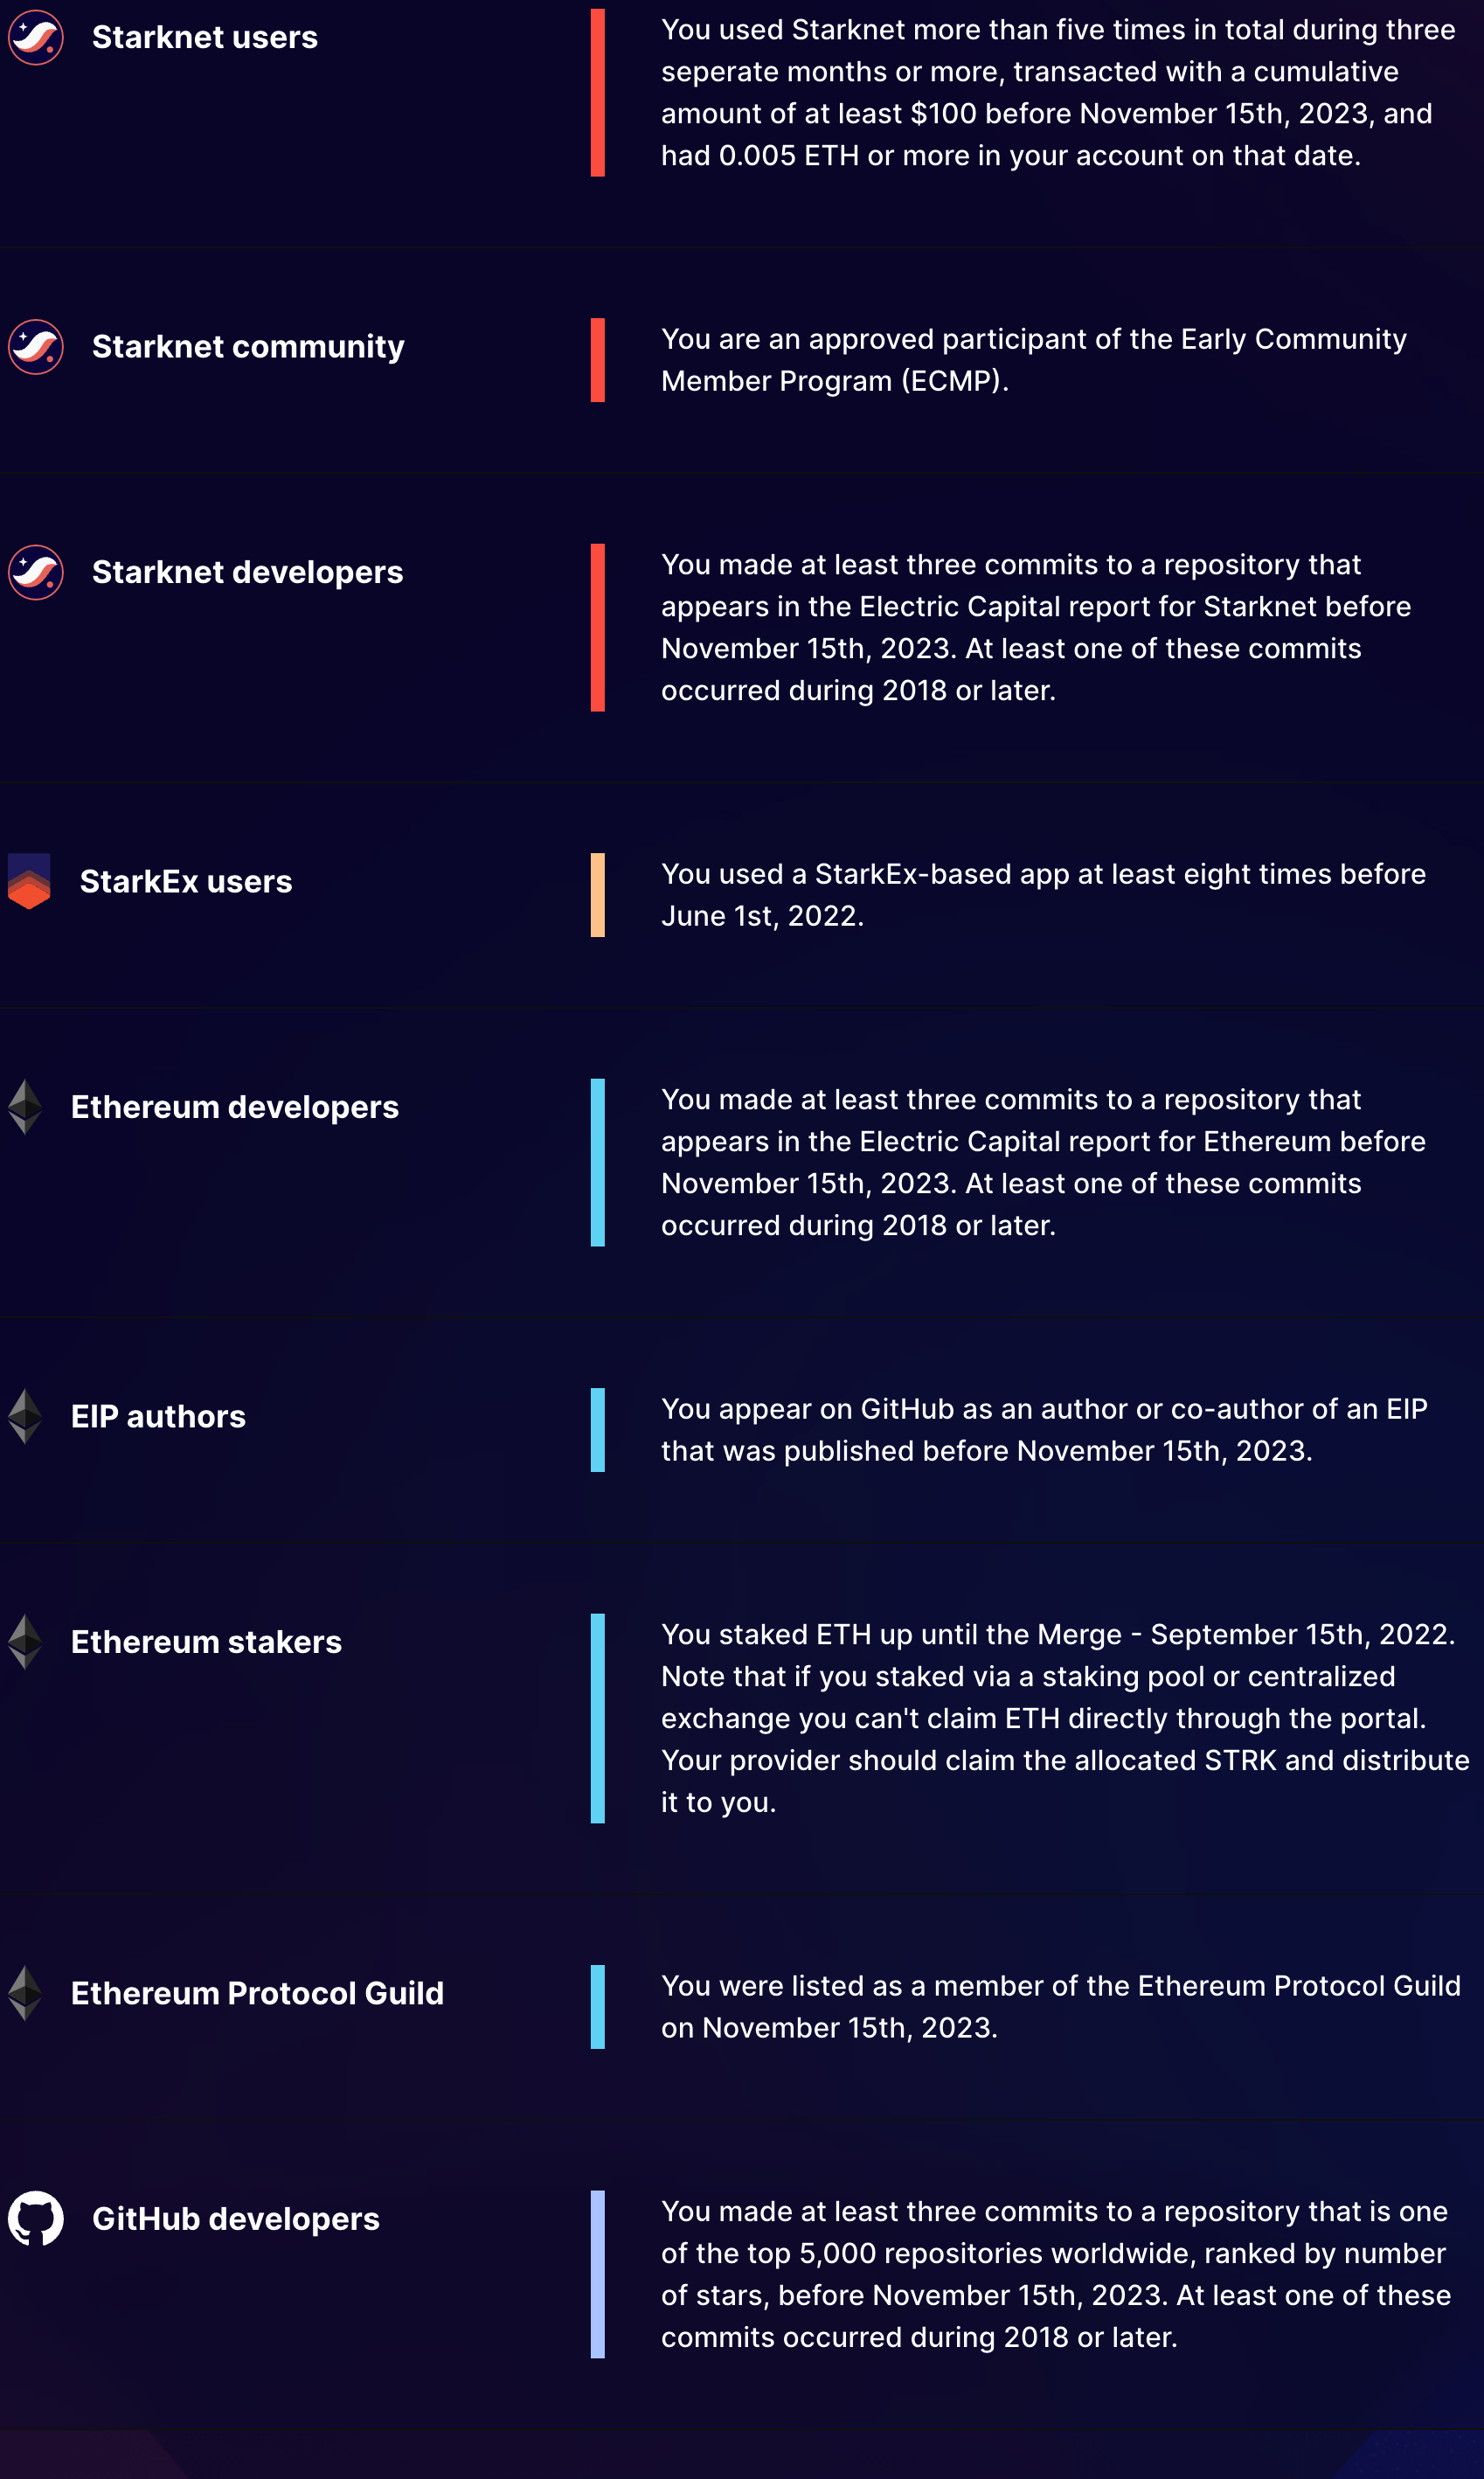 Starknet users
You used Starknet more than five times in total during three
seperate months or more, transacted with a cumulative
amount of at least $100 before November 15th, 2023, and
had 0.005 ETH or more in your account on that date.
Starknet community
You are an approved participant of the Early Community
Member Program (ECMP).
Starknet developers
You made at least three commits to a repository that
appears in the Electric Capital report for Starknet before
November 15th, 2023. At least one of these commits
occurred during 2018 or later.
StarkEx users
You used a StarkEx-based app at least eight times before
June 1st, 2022.
Ethereum developers
You made at least three commits to a repository that
appears in the Electric Capital report for Ethereum before
November 15th, 2023. At least one of these commits
occurred during 2018 or later.
EIP authors
You appear on GitHub as an author or co-author of an EIP
that was published before November 15th, 2023.
Ethereum stakers
You staked ETH up until the Merge - September 15th, 2022.
Note that if you staked via a staking pool or centralized
exchange you can't claim ETH directly through the portal.
Your provider should claim the allocated STRK and distribute
it to you.
Ethereum Protocol Guild
You were listed as a member of the Ethereum Protocol Guild
on November 15th, 2023.
GitHub developers
You made at least three commits to a repository that is one
of the top 5,000 repositories worldwide, ranked by number
of stars, before November 15th, 2023. At least one of these
commits occurred during 2018 or later.